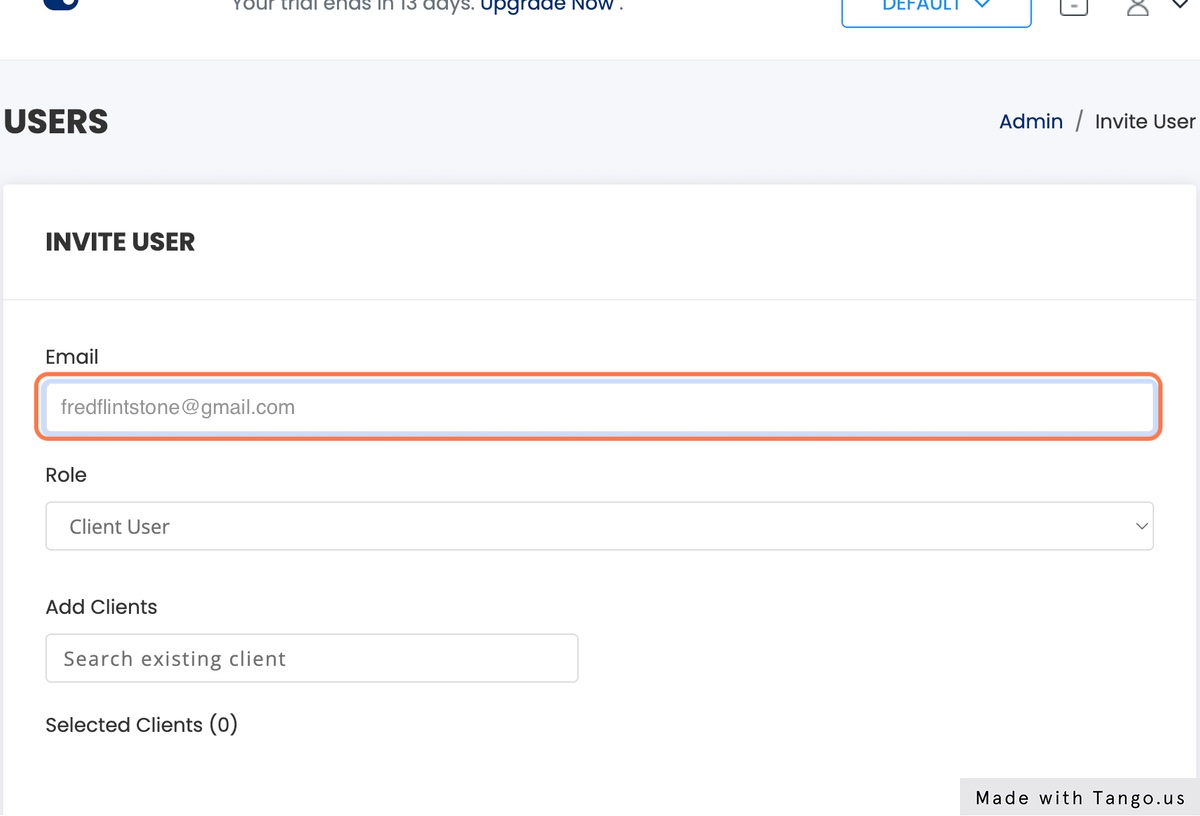 Your trial ends in 13 days. Upgrade Now .
DEFAULT
USERS
Admin / Invite User
INVITE USER
Email
fredflintstone@gmail.com
Role
Client User
Add Clients
Search existing client
Selected Clients (0)
Made with Tango.us